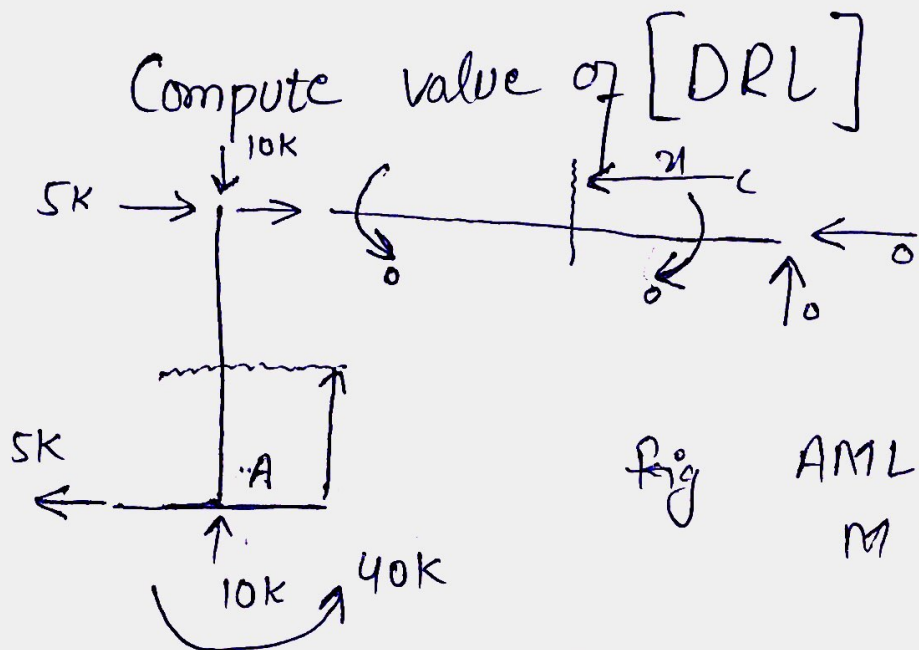 Compute value of [DRL]
10K
5K
x C
0
0
0
0
5K
A
10K
40K
fig AML
M